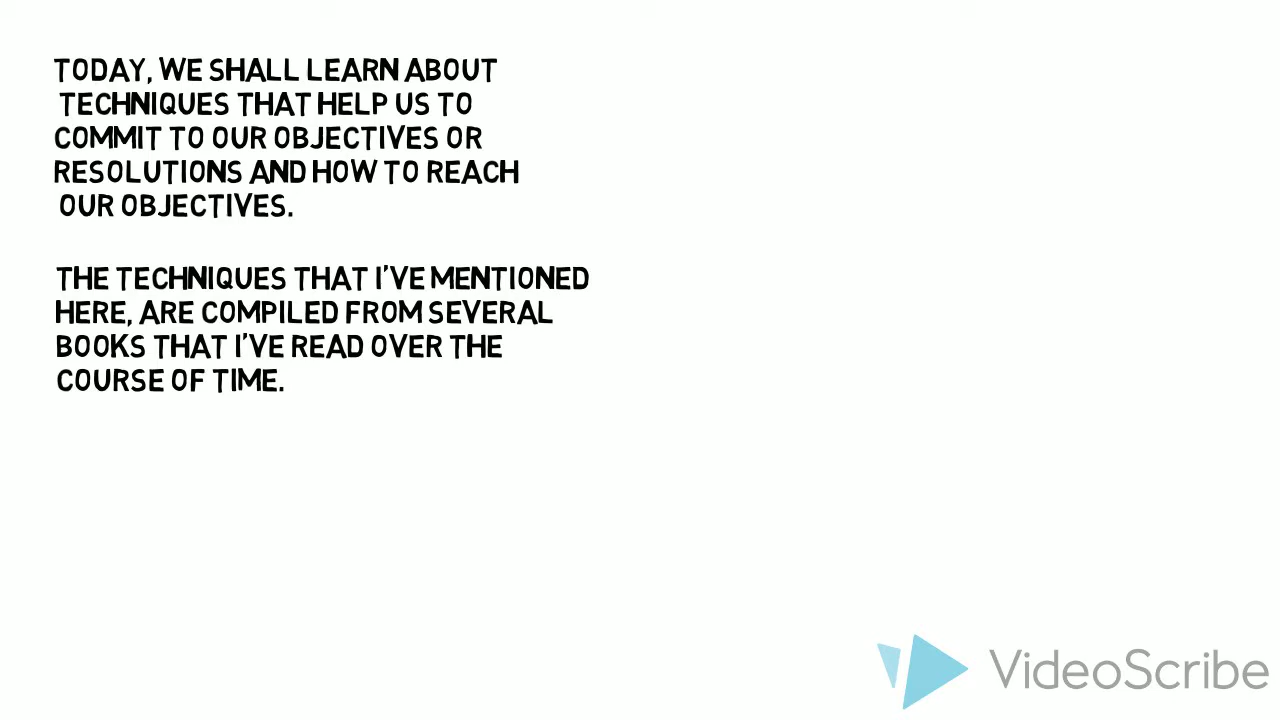 TODAY, WE SHALL LEARN ABOUT
TECHNIQUES THAT HELP US TO
COMMIT TO OUR OBJECTIVES OR
RESOLUTIONS AND HOW TO REACH
OUR OBJECTIVES.
THE TECHNIQUES THAT I'VE MENTIONED
HERE, ARE COMPILED FROM SEVERAL
BOOKS THAT I'VE READ OVER THE
COURSE OF TIME.
VideoScribe